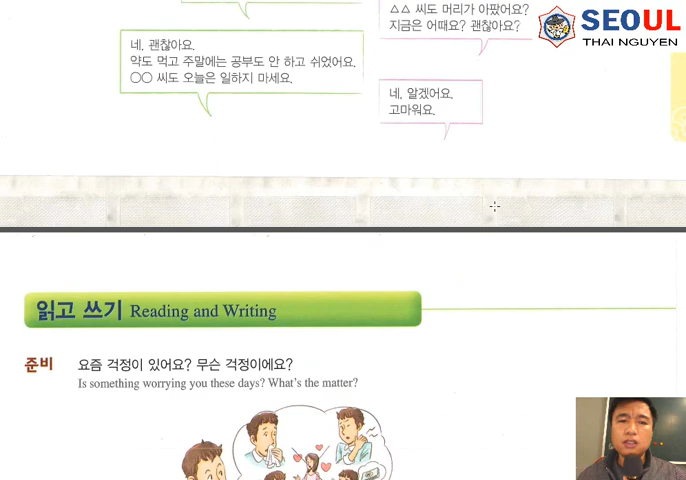 △△ 씨도 머리가 아팠어요?
지금은 어때요? 괜찮아요?
네, 괜찮아요.
약도 먹고 주말에는 공부도 안 하고 쉬었어요.
○○ 씨도 오늘은 일하지 마세요.
네, 알겠어요.
고마워요.
SEOUL
THAI NGUYEN
읽고 쓰기 Reading and Writing
준비 요즘 걱정이 있어요? 무슨 걱정이에요?
Is something worrying you these days? What's the matter?